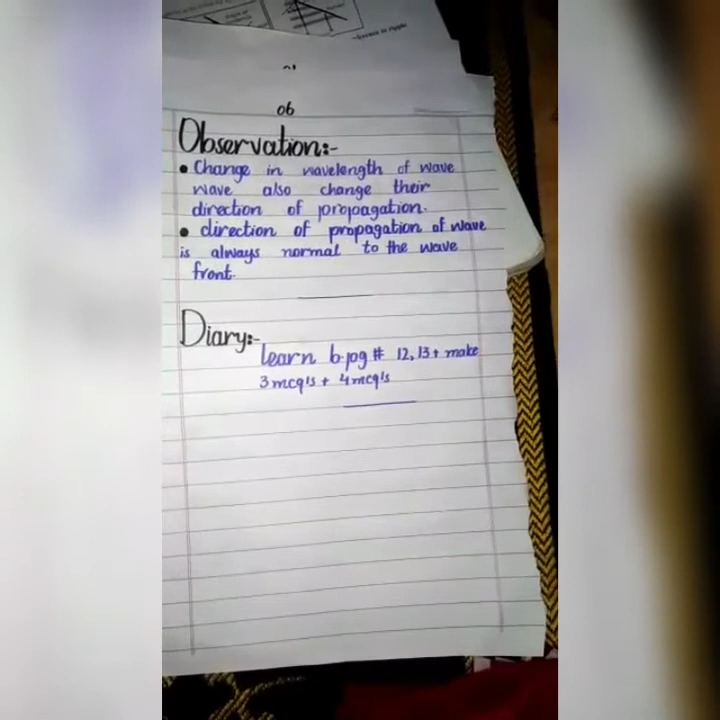 06
Observation:-
• Change in wavelength of wave
wave also change their
direction of propagation.
• direction of propagation of wave
is always normal to the wave
front.
Diary:-
learn b.pg # 12, 13 + make
3 mcq's + 4 mcq's